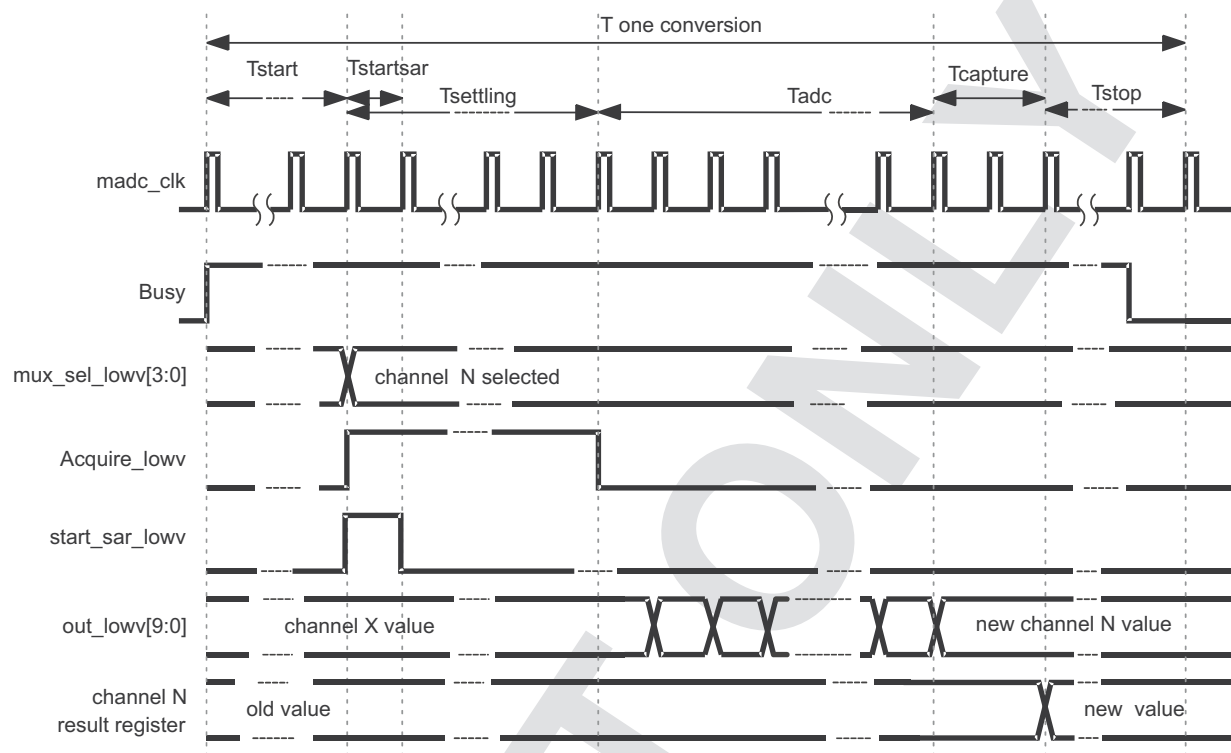 T one conversion
Tstart
Tstartsar
Tsettling
Tadc
Tcapture
Tstop
madc_clk
Busy
mux_sel_lowv[3:0]
channel N selected
Acquire_lowv
start_sar_lowv
out_lowv[9:0]
channel X value
new channel N value
channel N
result register
old value
new value
T ONLY